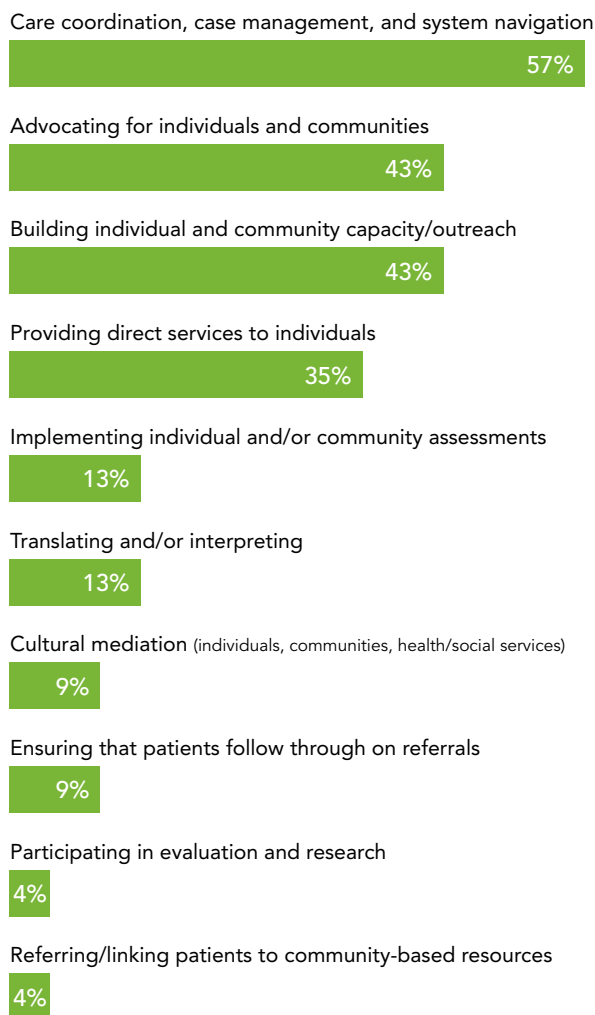 Care coordination, case management, and system navigation
57%
Advocating for individuals and communities
43%
Building individual and community capacity/outreach
43%
Providing direct services to individuals
35%
Implementing individual and/or community assessments
13%
Translating and/or interpreting
13%
Cultural mediation (individuals, communities, health/social services)
9%
Ensuring that patients follow through on referrals
9%
Participating in evaluation and research
4%
Referring/linking patients to community-based resources
4%